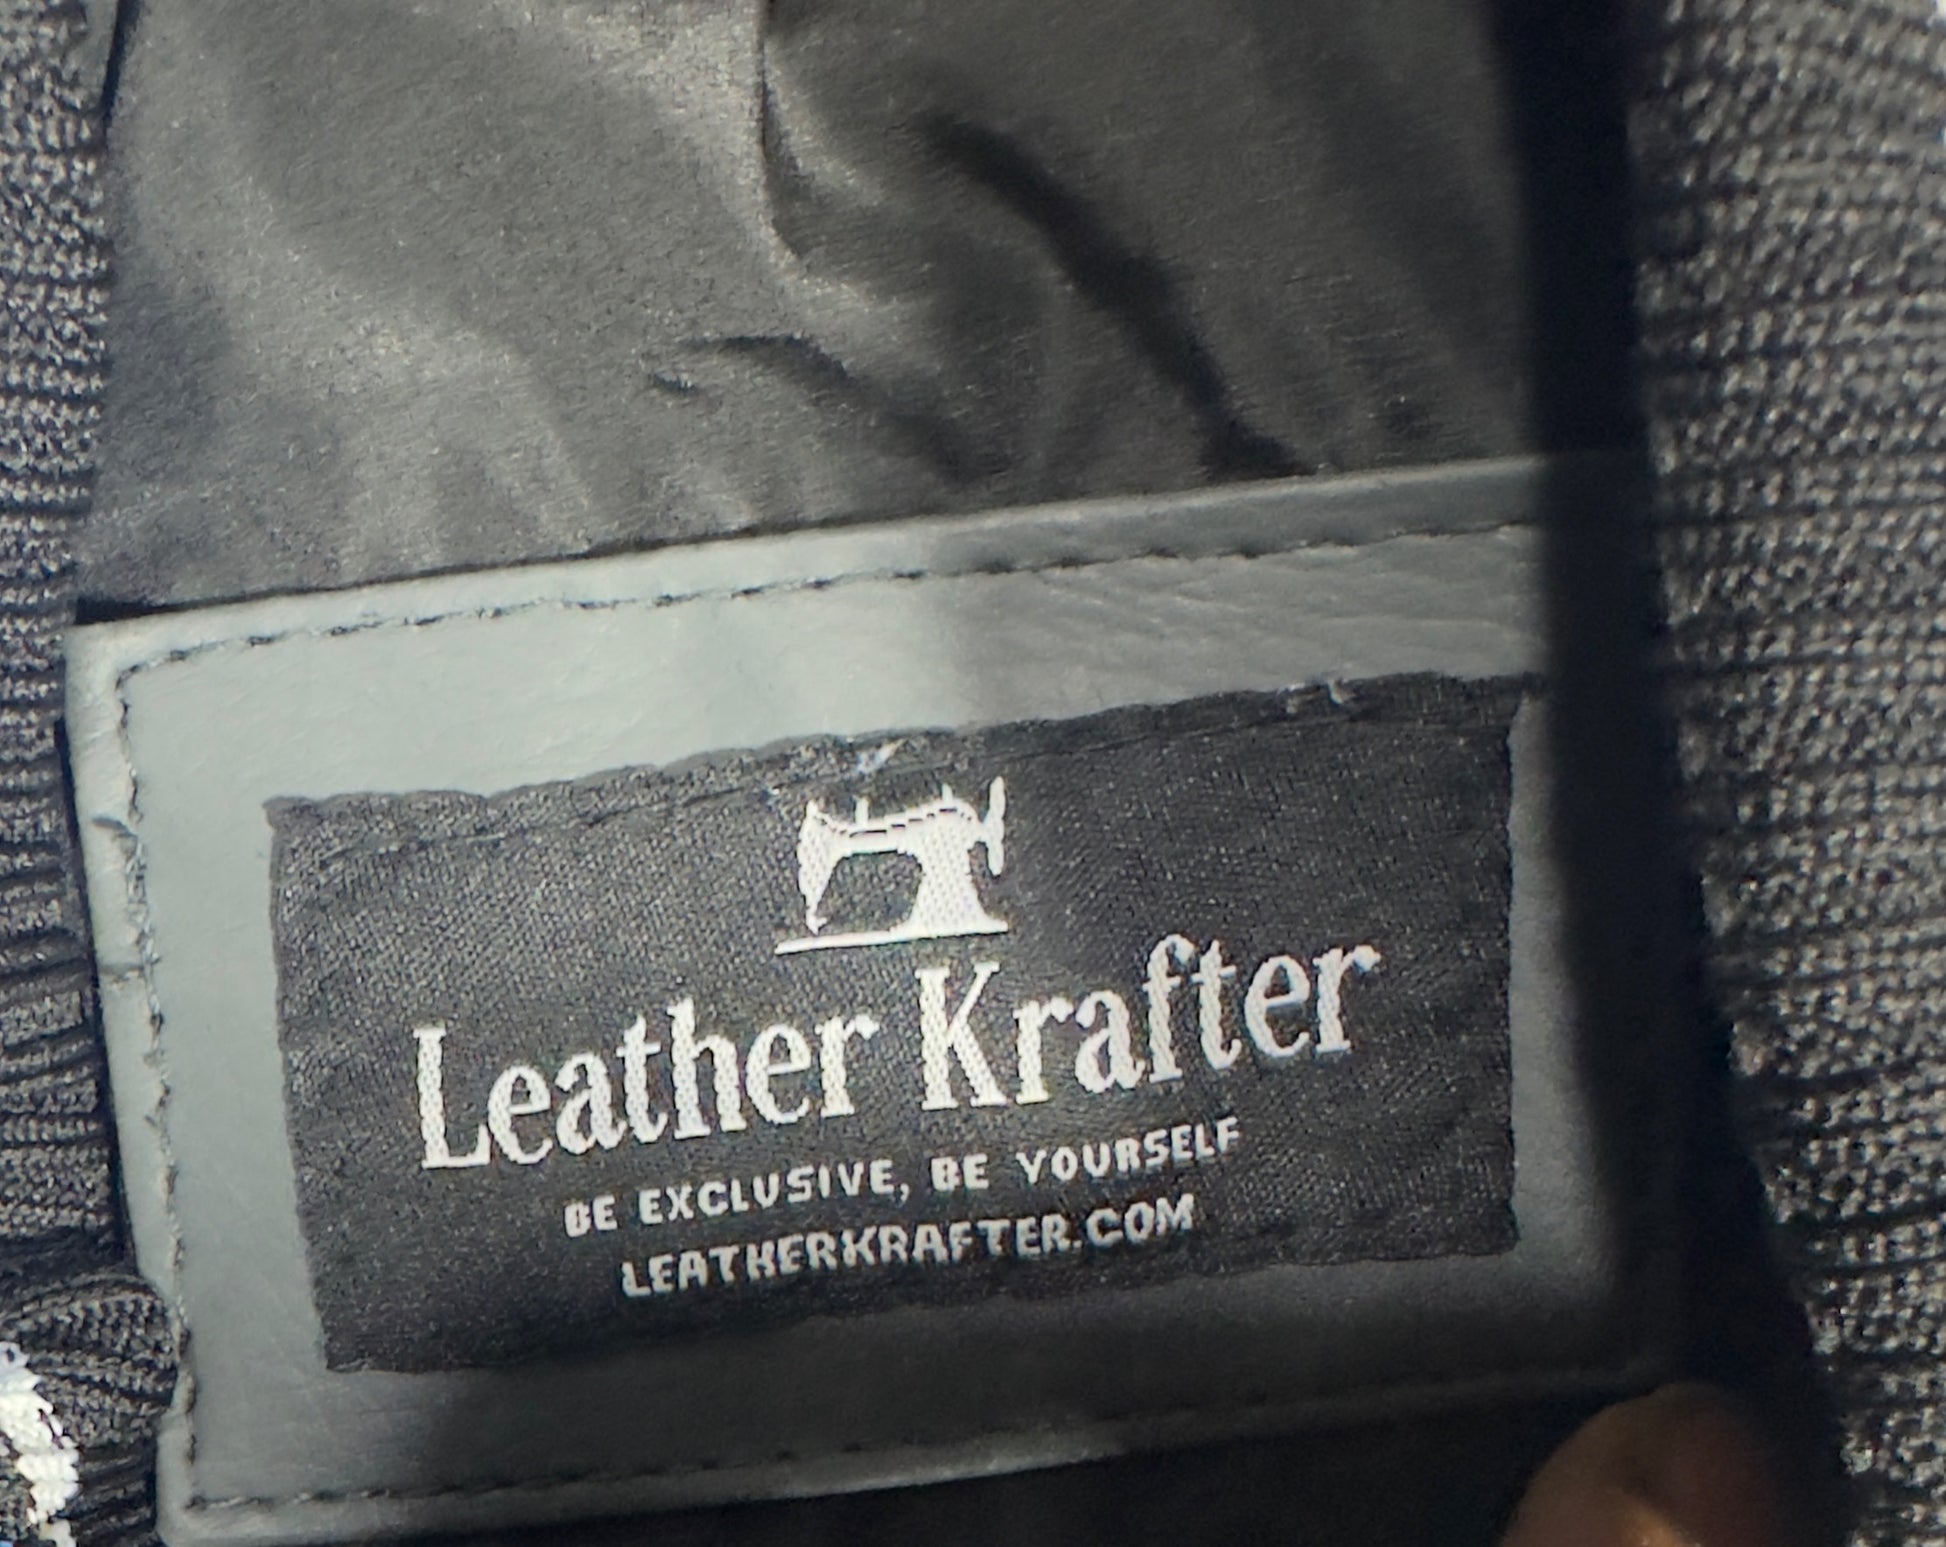 Leather Krafter
BE EXCLUSIVE, BE YOURSELF
LEATHERKRAFTER.COM